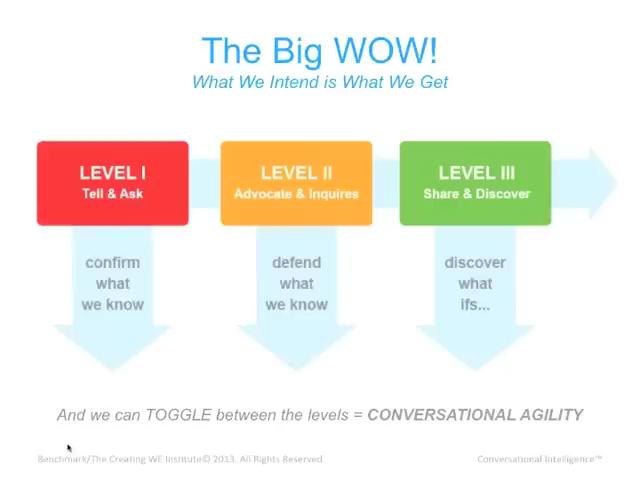 The Big WOW!
What We Intend is What We Get
LEVEL I
Tell & Ask
LEVEL II
Advocate & Inquires
LEVEL III
Share & Discover
confirm
what
we know
defend
what
we know
discover
what
ifs...
And we can TOGGLE between the levels = CONVERSATIONAL AGILITY
Benchmark/The Creating WE Institute© 2013. All Rights Reserved.
Conversational Intelligence™